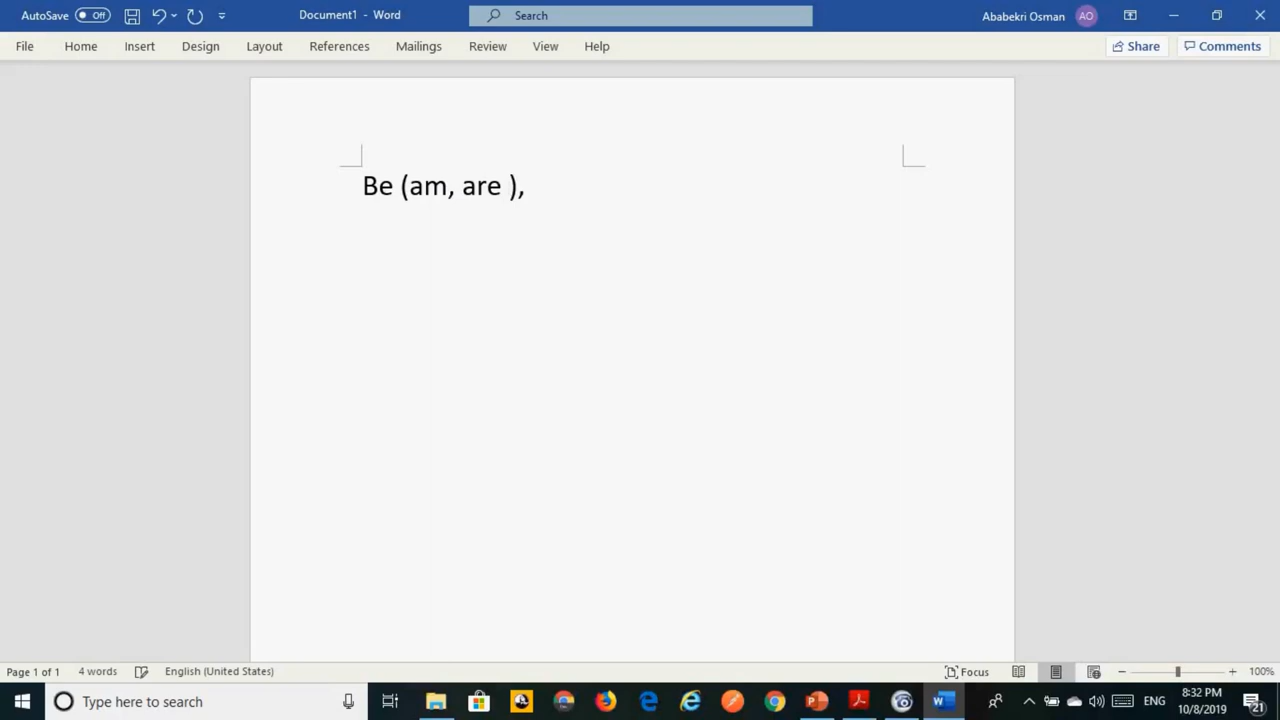 AutoSave Off Document1 - Word Search Ababekri Osman AO
File Home Insert Design Layout References Mailings Review View Help Share Comments
Be (am, are ),
Page 1 of 1 4 words English (United States) Focus 100%
Type here to search ENG 8:32 PM 10/8/2019 21